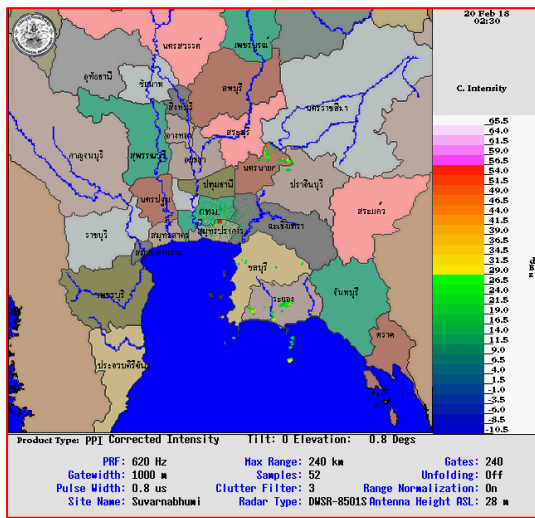 20 Feb 18
02:30
C. Intensity
65.5
64.0
61.5
59.0
56.5
54.0
51.5
49.0
46.5
44.0
41.5
39.0
36.5
34.0
31.5
29.0
26.5
24.0
21.5
19.0
16.5
14.0
11.5
9.0
6.5
4.0
1.5
-1.0
-3.5
-6.0
-8.5
-10.5
นครสวรรค์
เพชรบูรณ์
อุทัยธานี
ชัยนาท
สิงห์บุรี
ลพบุรี
นครราชสีมา
อ่างทอง
สระบุรี
กาญจนบุรี
สุพรรณบุรี
อยุธยา
นครนายก
ปราจีนบุรี
ปทุมธานี
นครปฐม
กทม.
สระแก้ว
ราชบุรี
สมุทรสาคร
สมุทรปราการ
ฉะเชิงเทรา
สมุทรสงคราม
ชลบุรี
เพชรบุรี
ระยอง
จันทบุรี
ตราด
ประจวบคีรีขันธ์
Product Type: PPI Corrected Intensity Tilt: 0 Elevation: 0.8 Degs
PRF: 620 Hz Max Range: 240 km Gates: 240
Gatewidth: 1000 m Samples: 52 Unfolding: Off
Pulse Width: 0.8 us Clutter Filter: 3 Range Normalization: On
Site Name: Suvarnabhumi Radar Type: DWSR-8501S Antenna Height ASL: 28 m